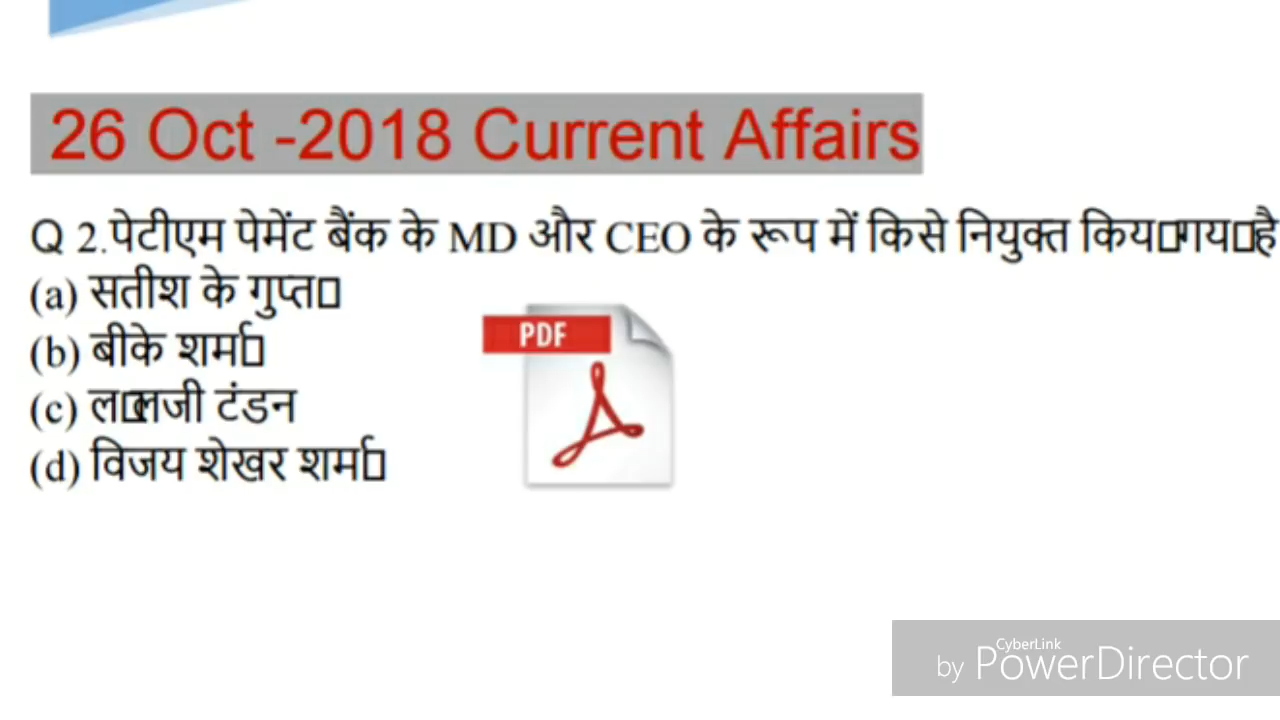 26 Oct -2018 Current Affairs
Q 2.पेटीएम पेमेंट बैंक के MD और CEO के रूप में किसे नियुक्त किय□गय□है
(a) सतीश के गुप्त□
(b) बीके शर्म□
(c) ल□लजी टंडन
(d) विजय शेखर शर्म□
PDF
CyberLink
by PowerDirector